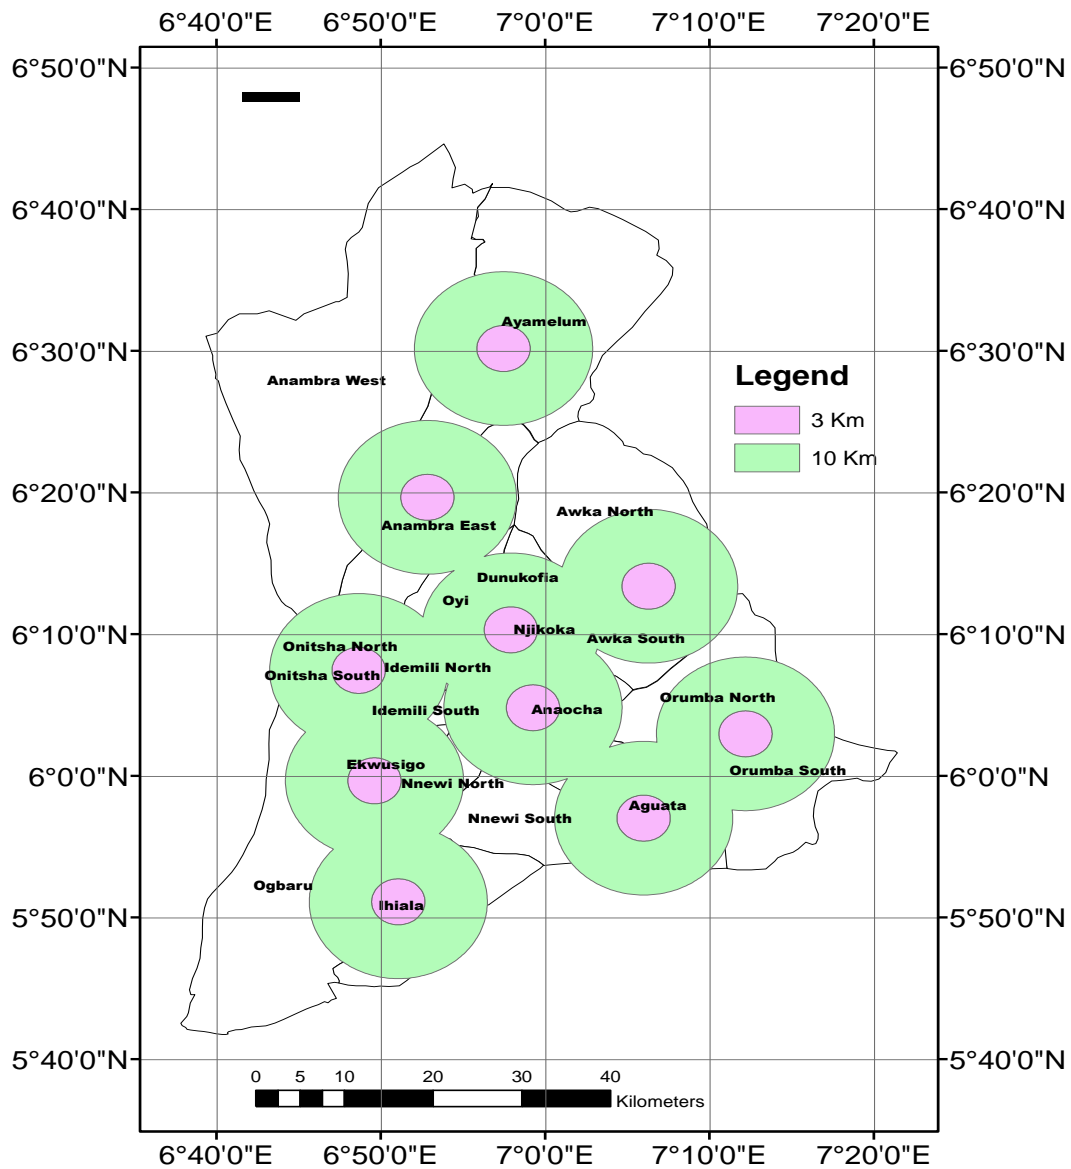 6°40'0"E 6°50'0"E 7°0'0"E 7°10'0"E 7°20'0"E
6°50'0"N 6°50'0"N
6°40'0"N 6°40'0"N
Ayamelum
6°30'0"N 6°30'0"N
Legend
Anambra West
3 Km
10 Km
6°20'0"N 6°20'0"N
Awka North
Anambra East
Dunukofia
Oyi
Njikoka
6°10'0"N 6°10'0"N
Awka South
Onitsha North
Idemili North
Onitsha South
Orumba North
Idemili South
Anaocha
Ekwusigo
Orumba South
6°0'0"N 6°0'0"N
Nnewi North
Aguata
Nnewi South
Ogbaru
Ihiala
5°50'0"N 5°50'0"N
5°40'0"N 5°40'0"N
0 5 10 20 30 40
Kilometers
6°40'0"E 6°50'0"E 7°0'0"E 7°10'0"E 7°20'0"E